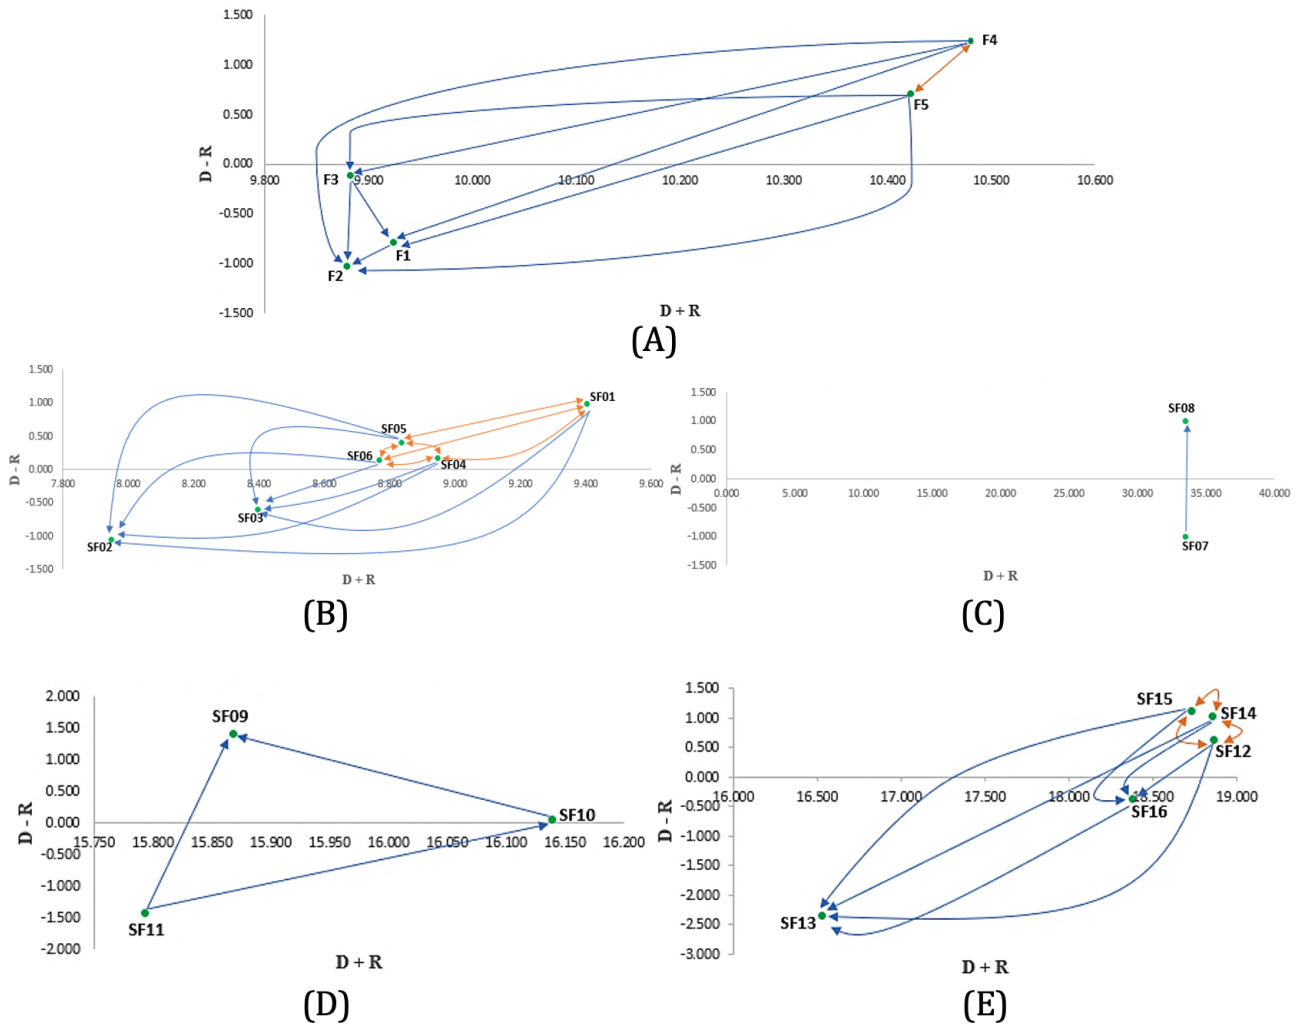 1.500
F4
1.000
F5
0.500
D - R
0.000
9.800 F3 9.900 10.000 10.100 10.200 10.300 10.400 10.500 10.600
-0.500
F1
-1.000
F2
-1.500
D + R
(A)
1.500
SF01
1.000
SF05
0.500
SF06
SF04
D - R
0.000
7.800 8.000 8.200 8.400 8.600 8.800 9.000 9.200 9.400 9.600
-0.500
SF03
-1.000
SF02
-1.500
D + R
(B)
1.500
SF08
1.000
0.500
D - R
0.000
0.000 5.000 10.000 15.000 20.000 25.000 30.000 35.000 40.000
-0.500
-1.000
SF07
-1.500
D + R
(C)
2.000
SF09
1.500
1.000
0.500
SF10
D - R
0.000
15.750 15.800 15.850 15.900 15.950 16.000 16.050 16.100 16.150 16.200
-0.500
-1.000
-1.500
SF11
-2.000
D + R
(D)
1.500
SF15
SF14
1.000
0.500
SF12
0.000
16.000 16.500 17.000 17.500 18.000 18.500 19.000
D - R
-0.500
SF16
-1.000
-1.500
-2.000
SF13
-2.500
-3.000
D + R
(E)